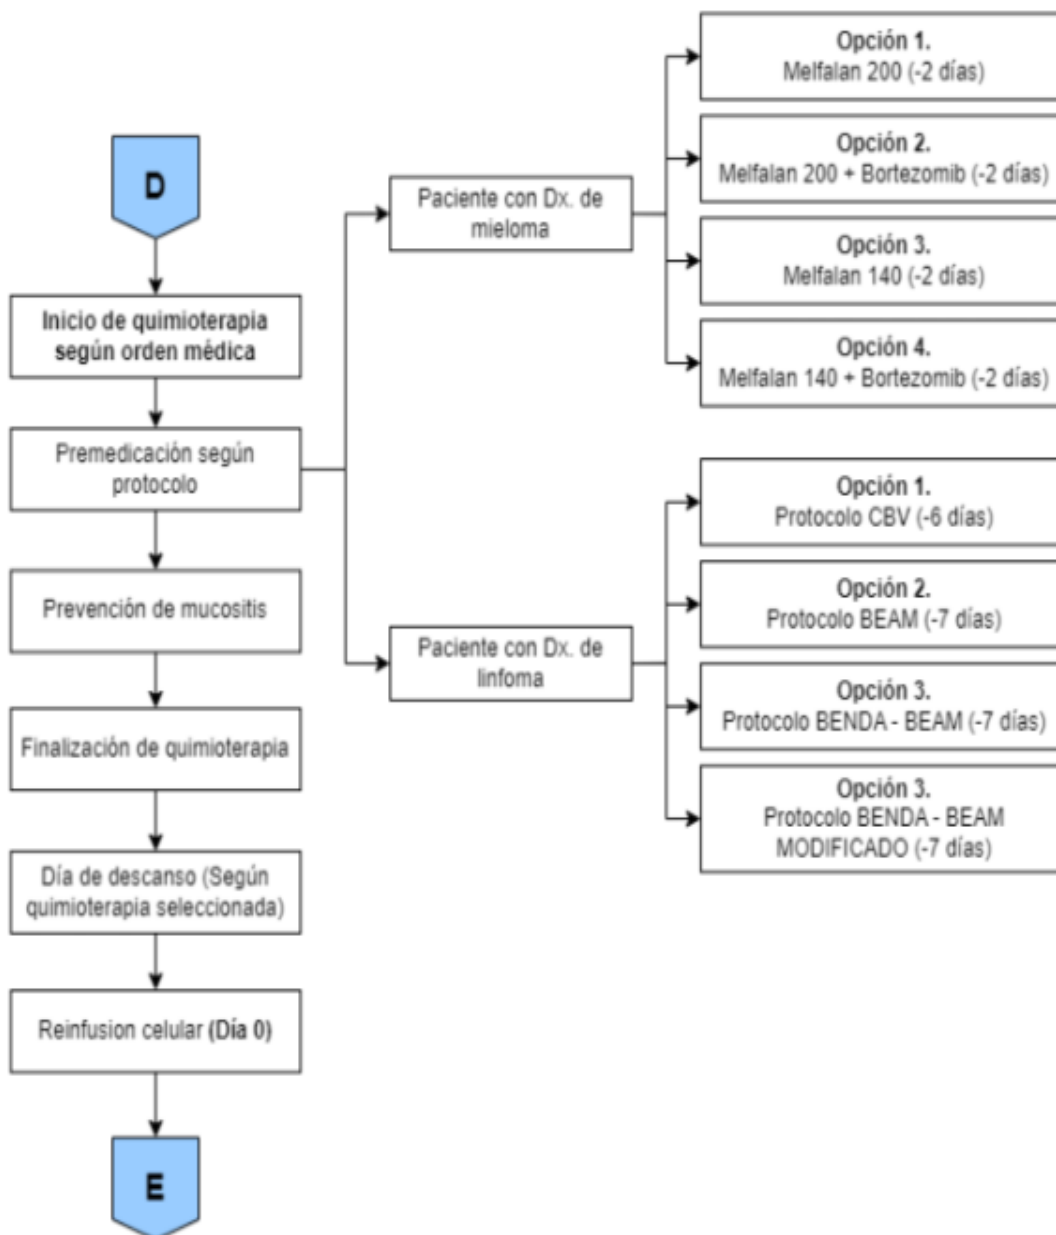 D
Inicio de quimioterapia
según orden médica
Premedicación según
protocolo
Prevención de mucositis
Finalización de quimioterapia
Día de descanso (Según
quimioterapia seleccionada)
Reinfusion celular (Día 0)
E
Paciente con Dx. de
mieloma
Opción 1.
Melfalan 200 (-2 días)
Opción 2.
Melfalan 200 + Bortezomib (-2 días)
Opción 3.
Melfalan 140 (-2 días)
Opción 4.
Melfalan 140 + Bortezomib (-2 días)
Paciente con Dx. de
linfoma
Opción 1.
Protocolo CBV (-6 días)
Opción 2.
Protocolo BEAM (-7 días)
Opción 3.
Protocolo BENDA - BEAM (-7 días)
Opción 3.
Protocolo BENDA - BEAM
MODIFICADO (-7 días)